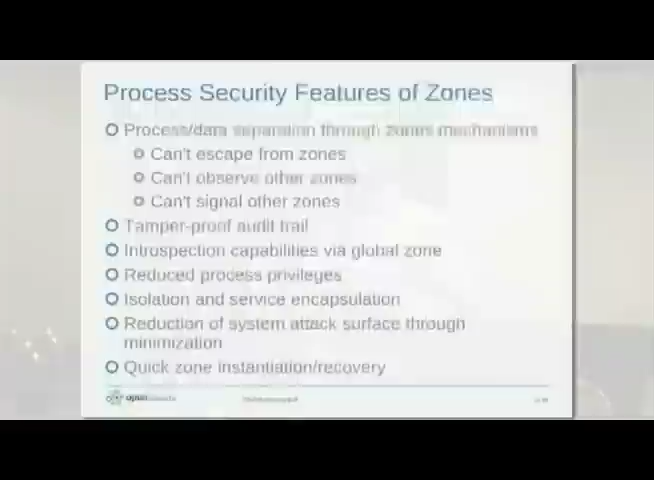 Process Security Features of Zones
Process/data separation through zones mechanisms
Can't escape from zones
Can't observe other zones
Can't signal other zones
Tamper-proof audit trail
Introspection capabilities via global zone
Reduced process privileges
Isolation and service encapsulation
Reduction of system attack surface through
minimization
Quick zone instantiation/recovery
open